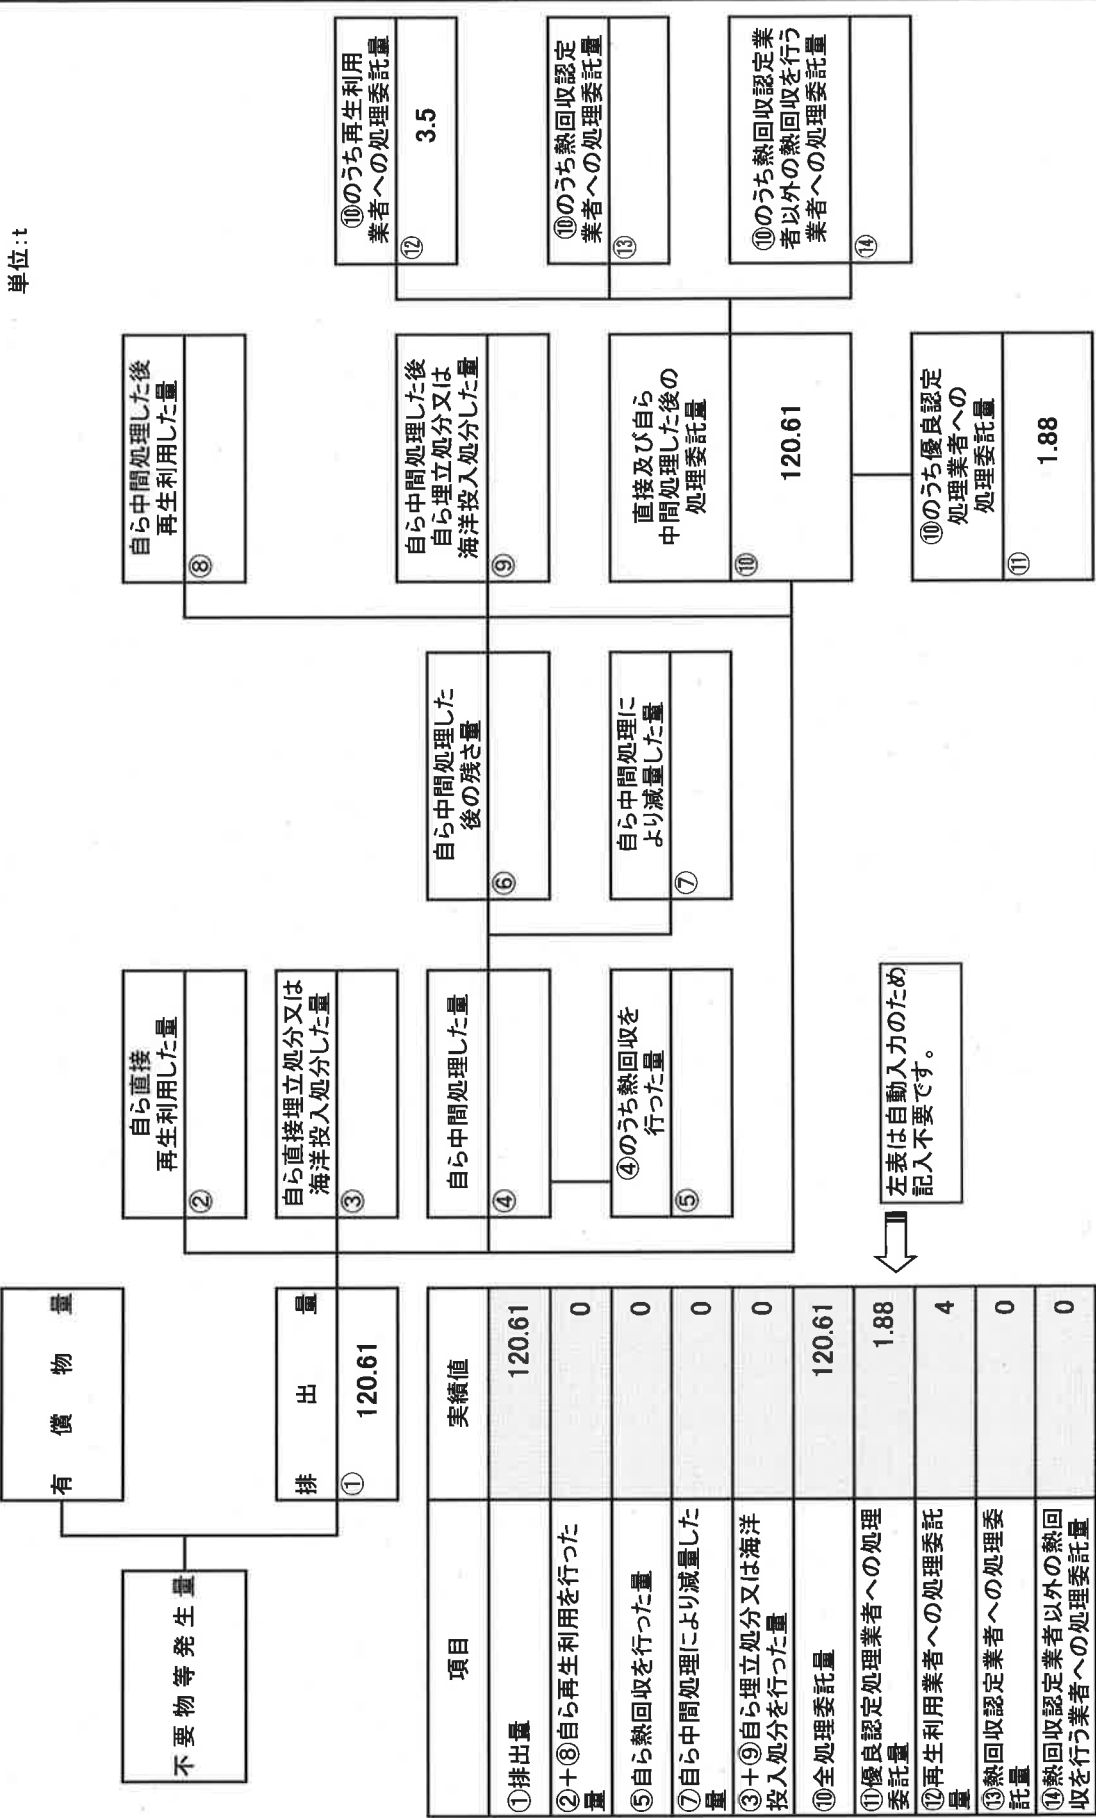 単位:t
有償物量
不要物等発生量
排出量
①
120.61
自ら直接
再生利用した量
②
自ら直接埋立処分又は
海洋投入処分した量
③
自ら中間処理した量
④
④のうち熱回収を
行った量
⑤
自ら中間処理した
後の残さ量
⑥
自ら中間処理に
より減量した量
⑦
自ら中間処理した後
再生利用した量
⑧
自ら中間処理した後
自ら埋立処分又は
海洋投入処分した量
⑨
直接及び自ら
中間処理した後の
処理委託量
⑩
120.61
⑩のうち優良認定
処理業者への
処理委託量
⑪
1.88
⑩のうち再生利用
業者への処理委託量
⑫
3.5
⑩のうち熱回収認定
業者への処理委託量
⑬
⑩のうち熱回収認定業
者以外の熱回収を行う
業者への処理委託量
⑭
項目 実績値
①排出量 120.61
②+⑧自ら再生利用を行った
量 0
⑤自ら熱回収を行った量 0
⑦自ら中間処理により減量した
量 0
③+⑨自ら埋立処分又は海洋
投入処分を行った量 0
⑩全処理委託量 120.61
⑪優良認定処理業者への処理
委託量 1.88
⑫再生利用業者への処理委託
量 4
⑬熱回収認定業者への処理委
託量 0
⑭熱回収認定業者以外の熱回
収を行う業者への処理委託量 0
左表は自動入力のため
記入不要です。